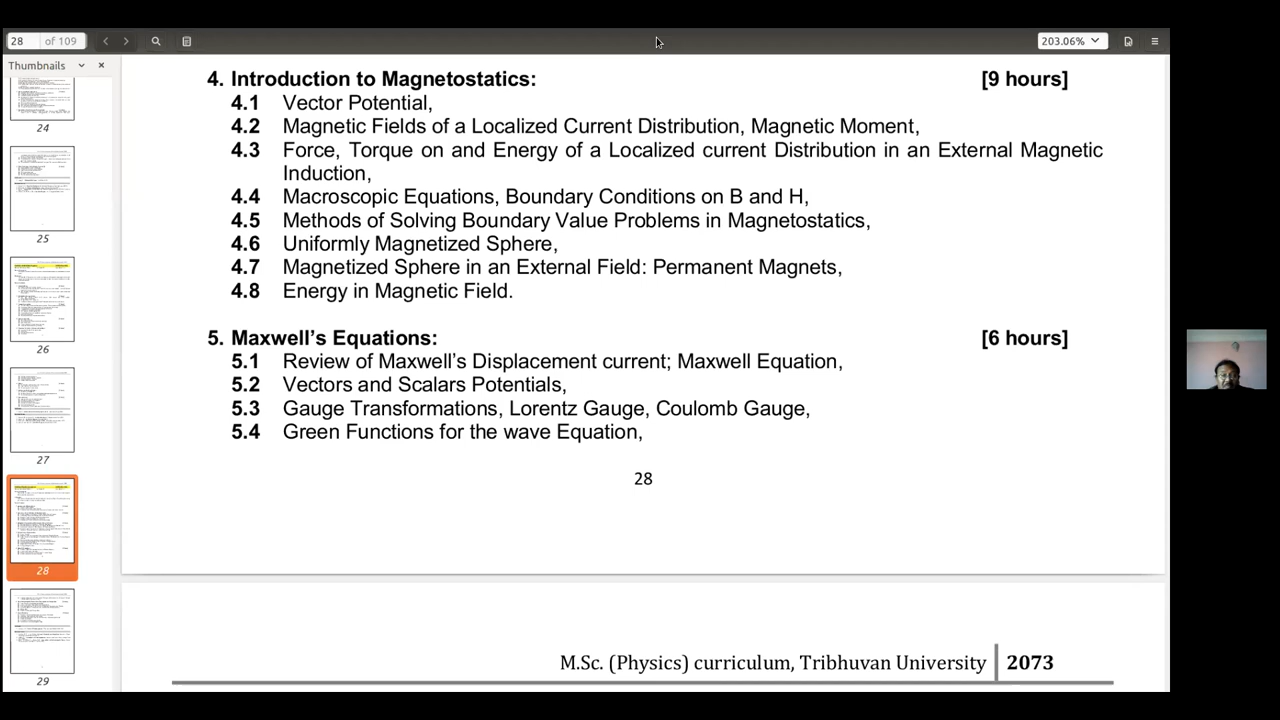 28 of 109
203.06%
Thumbnails
24
25
26
27
28
29
4. Introduction to Magnetostatics: [9 hours]
4.1 Vector Potential,
4.2 Magnetic Fields of a Localized Current Distribution, Magnetic Moment,
4.3 Force, Torque on and Energy of a Localized current Distribution in an External Magnetic
Induction,
4.4 Macroscopic Equations, Boundary Conditions on B and H,
4.5 Methods of Solving Boundary Value Problems in Magnetostatics,
4.6 Uniformly Magnetized Sphere,
4.7 Magnetized Sphere in an External Field: Permanent Magnets,
4.8 Energy in Magnetic Field.
5. Maxwell’s Equations: [6 hours]
5.1 Review of Maxwell’s Displacement current; Maxwell Equation,
5.2 Vectors and Scalars Potentials,
5.3 Gauge Transformations, Lorentz Gauge, Coulomb Gauge,
5.4 Green Functions for the wave Equation,
28
M.Sc. (Physics) curriculum, Tribhuvan University 2073